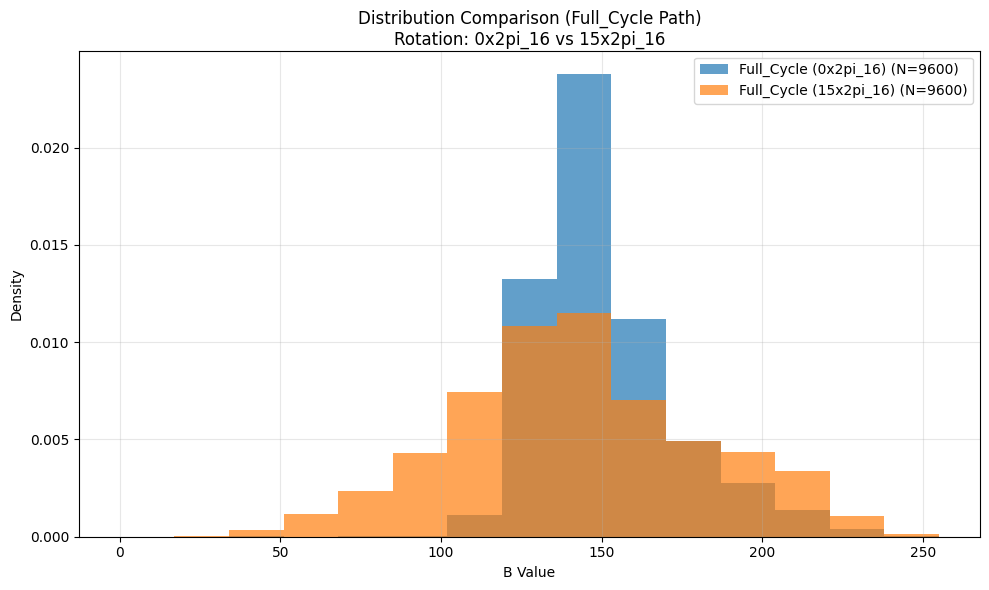 Distribution Comparison (Full_Cycle Path)
Rotation: 0x2pi_16 vs 15x2pi_16
Full_Cycle (0x2pi_16) (N=9600)
Full_Cycle (15x2pi_16) (N=9600)
Density
0.020
0.015
0.010
0.005
0.000
0 50 100 150 200 250
B Value